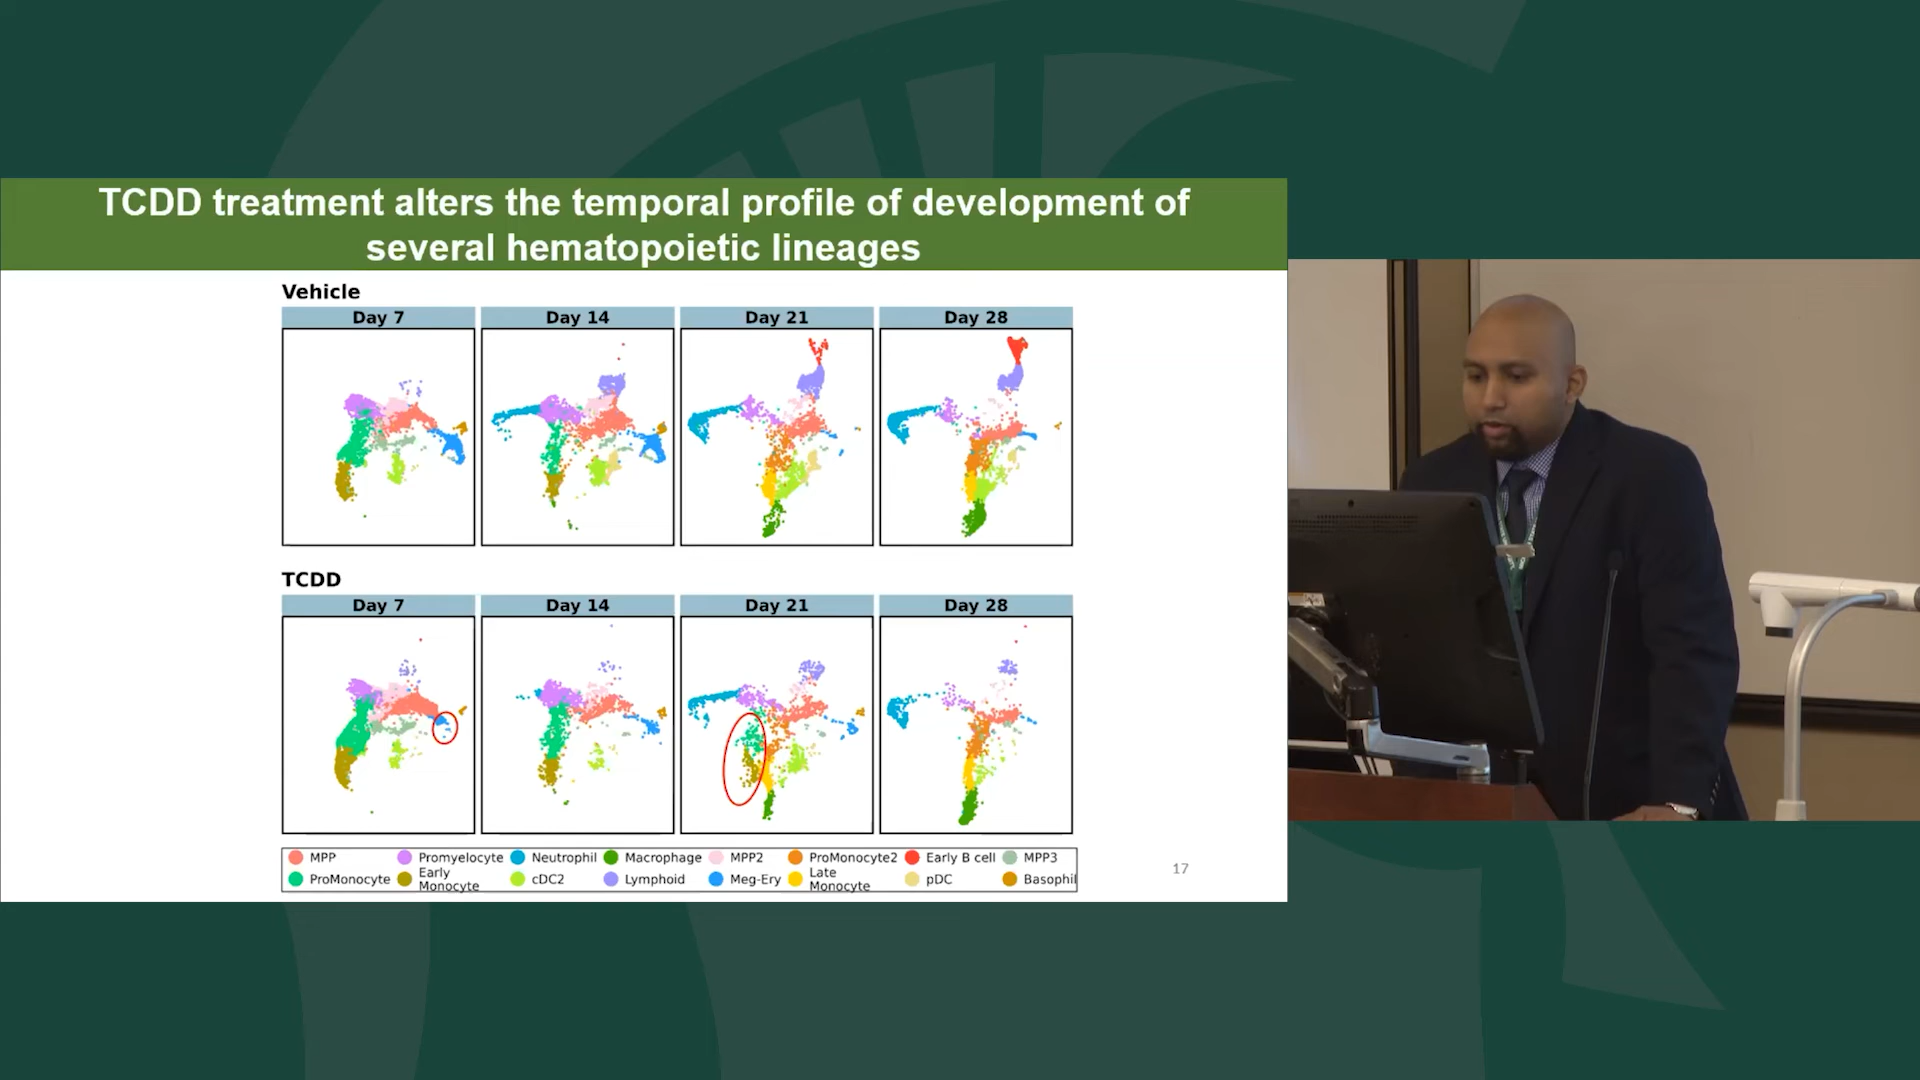 TCDD treatment alters the temporal profile of development of
several hematopoietic lineages
Vehicle
Day 7
Day 14
Day 21
Day 28
TCDD
Day 7
Day 14
Day 21
Day 28
MPP
Promyelocyte
Neutrophil
Macrophage
MPP2
ProMonocyte2
Early B cell
MPP3
ProMonocyte
Early
Monocyte
cDC2
Lymphoid
Meg-Ery
Late
Monocyte
pDC
Basophil
17